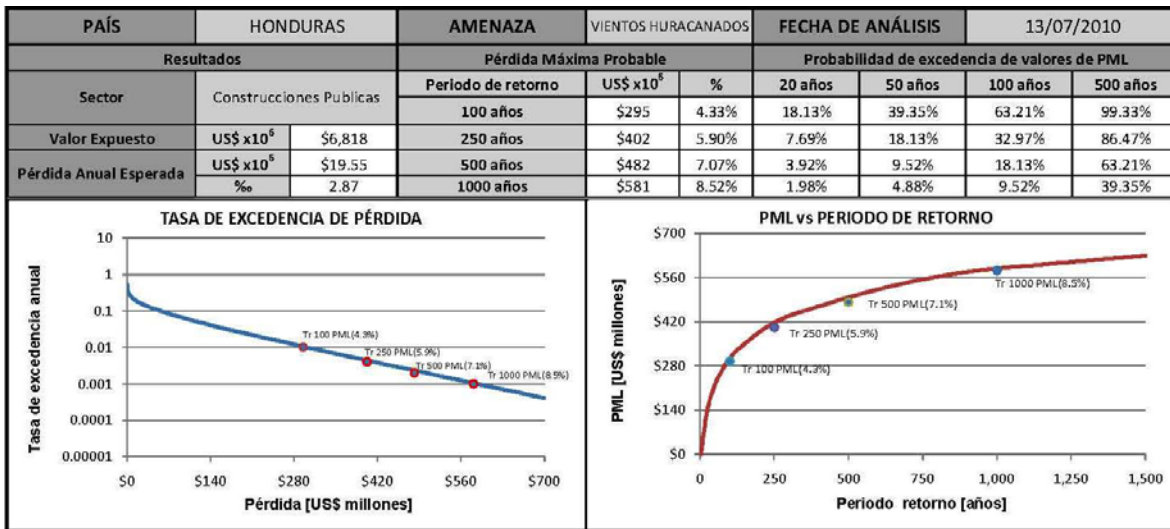 PAÍS HONDURAS AMENAZA VIENTOS HURACANADOS FECHA DE ANÁLISIS 13/07/2010
Resultados Pérdida Máxima Probable Probabilidad de excedencia de valores de PML
Sector Construcciones Publicas Periodo de retorno US$ x10⁶ % 20 años 50 años 100 años 500 años
100 años $295 4.33% 18.13% 39.35% 63.21% 99.33%
Valor Expuesto US$ x10⁶ $6,818 250 años $402 5.90% 7.69% 18.13% 32.97% 86.47%
Pérdida Anual Esperada US$ x10⁶ $19.55 500 años $482 7.07% 3.92% 9.52% 18.13% 63.21%
‰ 2.87 1000 años $581 8.52% 1.98% 4.88% 9.52% 39.35%
TASA DE EXCEDENCIA DE PÉRDIDA
Tasa de excedencia anual
10
1
0.1
0.01
0.001
0.0001
0.00001
Tr 100 PML(4.3%)
Tr 250 PML(5.9%)
Tr 500 PML(7.1%)
Tr 1000 PML(8.5%)
$0 $140 $280 $420 $560 $700
Pérdida [US$ millones]
PML vs PERIODO DE RETORNO
PML [US$ millones]
$700
$560
$420
$280
$140
$0
Tr 1000 PML(8.5%)
Tr 500 PML(7.1%)
Tr 250 PML(5.9%)
Tr 100 PML(4.3%)
0 250 500 750 1,000 1,250 1,500
Periodo retorno [años]